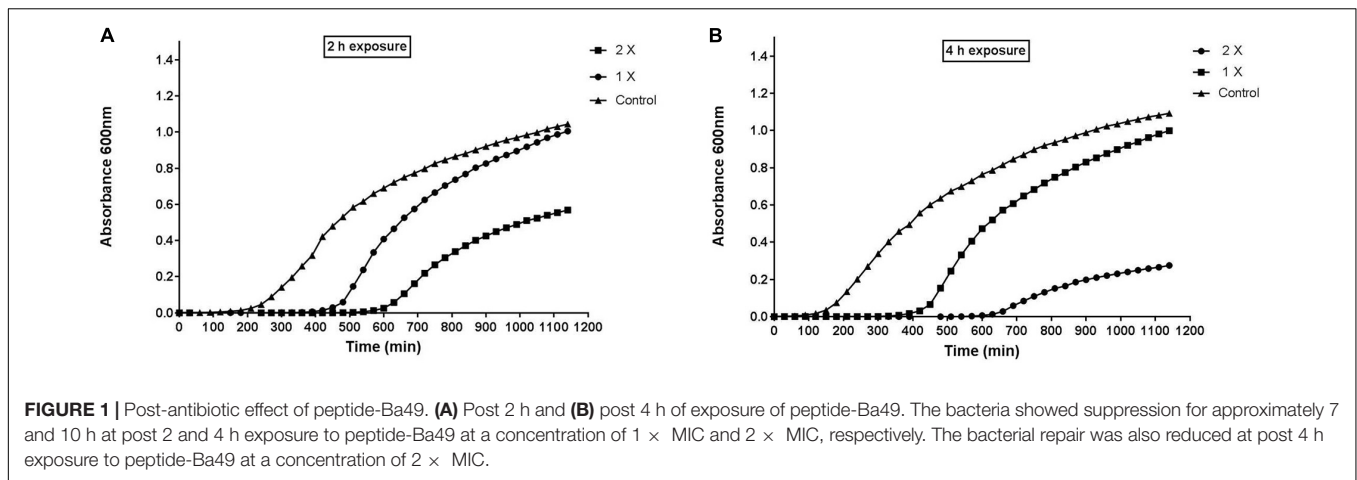 A
2 h exposure
2 X
1 X
Control
Absorbance 600nm
1.4
1.2
1.0
0.8
0.6
0.4
0.2
0.0
0 100 200 300 400 500 600 700 800 900 1000 1100 1200
Time (min)
B
4 h exposure
2 X
1 X
Control
Absorbance 600nm
1.4
1.2
1.0
0.8
0.6
0.4
0.2
0.0
0 100 200 300 400 500 600 700 800 900 1000 1100 1200
Time (min)
FIGURE 1 | Post-antibiotic effect of peptide-Ba49. (A) Post 2 h and (B) post 4 h of exposure of peptide-Ba49. The bacteria showed suppression for approximately 7
and 10 h at post 2 and 4 h exposure to peptide-Ba49 at a concentration of 1 × MIC and 2 × MIC, respectively. The bacterial repair was also reduced at post 4 h
exposure to peptide-Ba49 at a concentration of 2 × MIC.